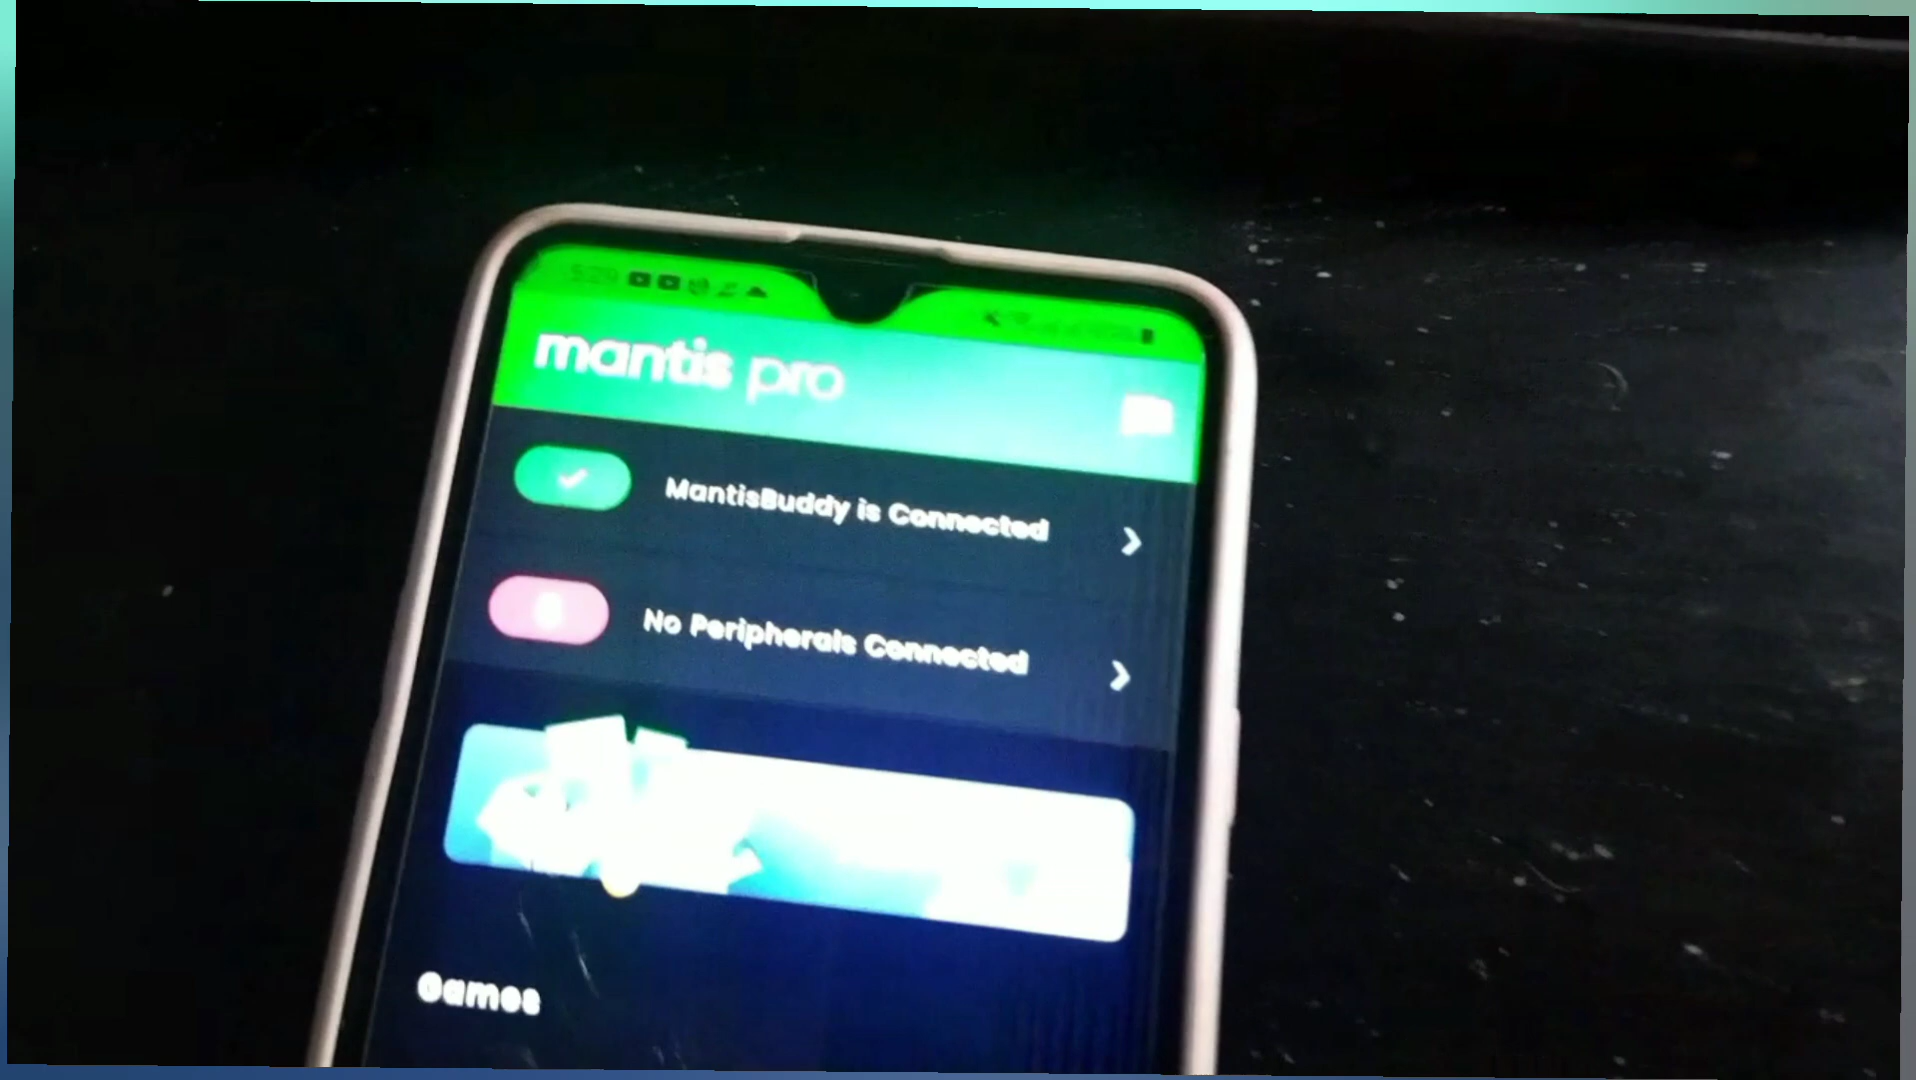 mantis pro
MantisBuddy is Connected
No Peripherals Connected
Games